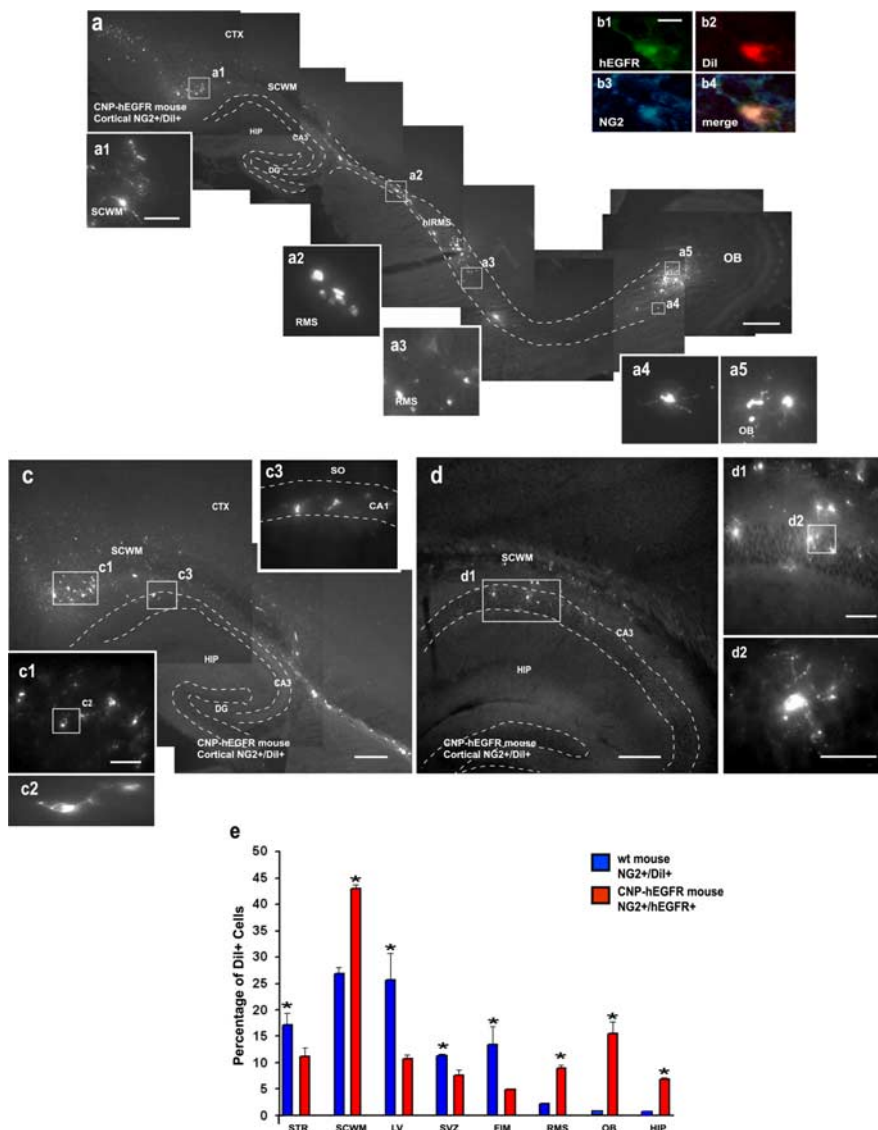 a
CTX
a1
SCWM
CNP-hEGFR mouse
Cortical NG2+/DiI+
HIP
CA3
DG
a1
SCWM
a2
hIRMS
a3
a5
OB
a4
a2
RMS
a3
RMS
a4
a5
OB
b1
hEGFR
b2
DiI
b3
NG2
b4
merge
c
CTX
SCWM
c1
c3
HIP
CA3
DG
CNP-hEGFR mouse
Cortical NG2+/DiI+
c3
SO
CA1
c1
C2
c2
d
SCWM
d1
CA3
HIP
CNP-hEGFR mouse
Cortical NG2+/DiI+
d1
d2
d2
e
Percentage of DiI+ Cells
50
45
40
35
30
25
20
15
10
5
0
* * * * * * * *
STR SCWM LV SVZ FIM RMS OB HIP
wt mouse
NG2+/DiI+
CNP-hEGFR mouse
NG2+/hEGFR+